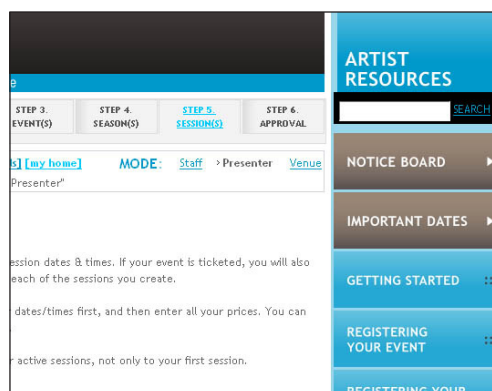 e
STEP 3.
EVENT(S)
STEP 4.
SEASON(S)
STEP 5.
SESSION(S)
STEP 6.
APPROVAL
ls] [my home]
MODE: Staff › Presenter Venue
Presenter"
ession dates & times. If your event is ticketed, you will also
each of the sessions you create.
dates/times first, and then enter all your prices. You can
r active sessions, not only to your first session.
ARTIST
RESOURCES
SEARCH
NOTICE BOARD
IMPORTANT DATES
GETTING STARTED
REGISTERING
YOUR EVENT
REGISTERING YOUR